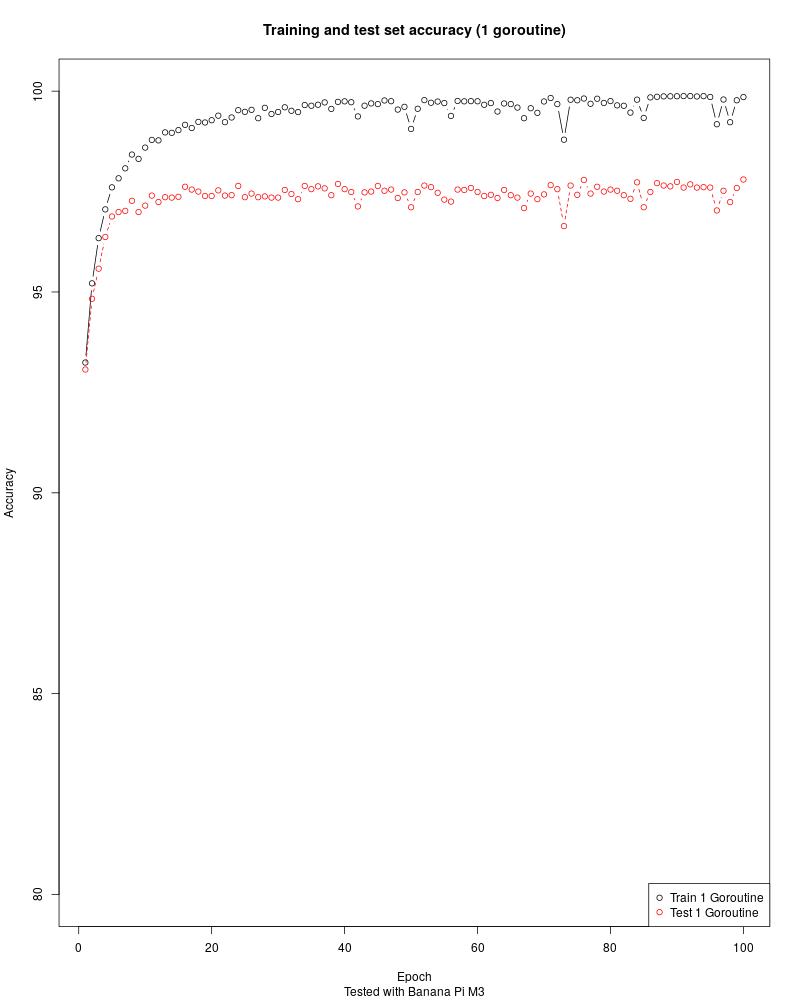 Training and test set accuracy (1 goroutine)
100
95
90
85
80
Accuracy
Train 1 Goroutine
Test 1 Goroutine
0 20 40 60 80 100
Epoch
Tested with Banana Pi M3